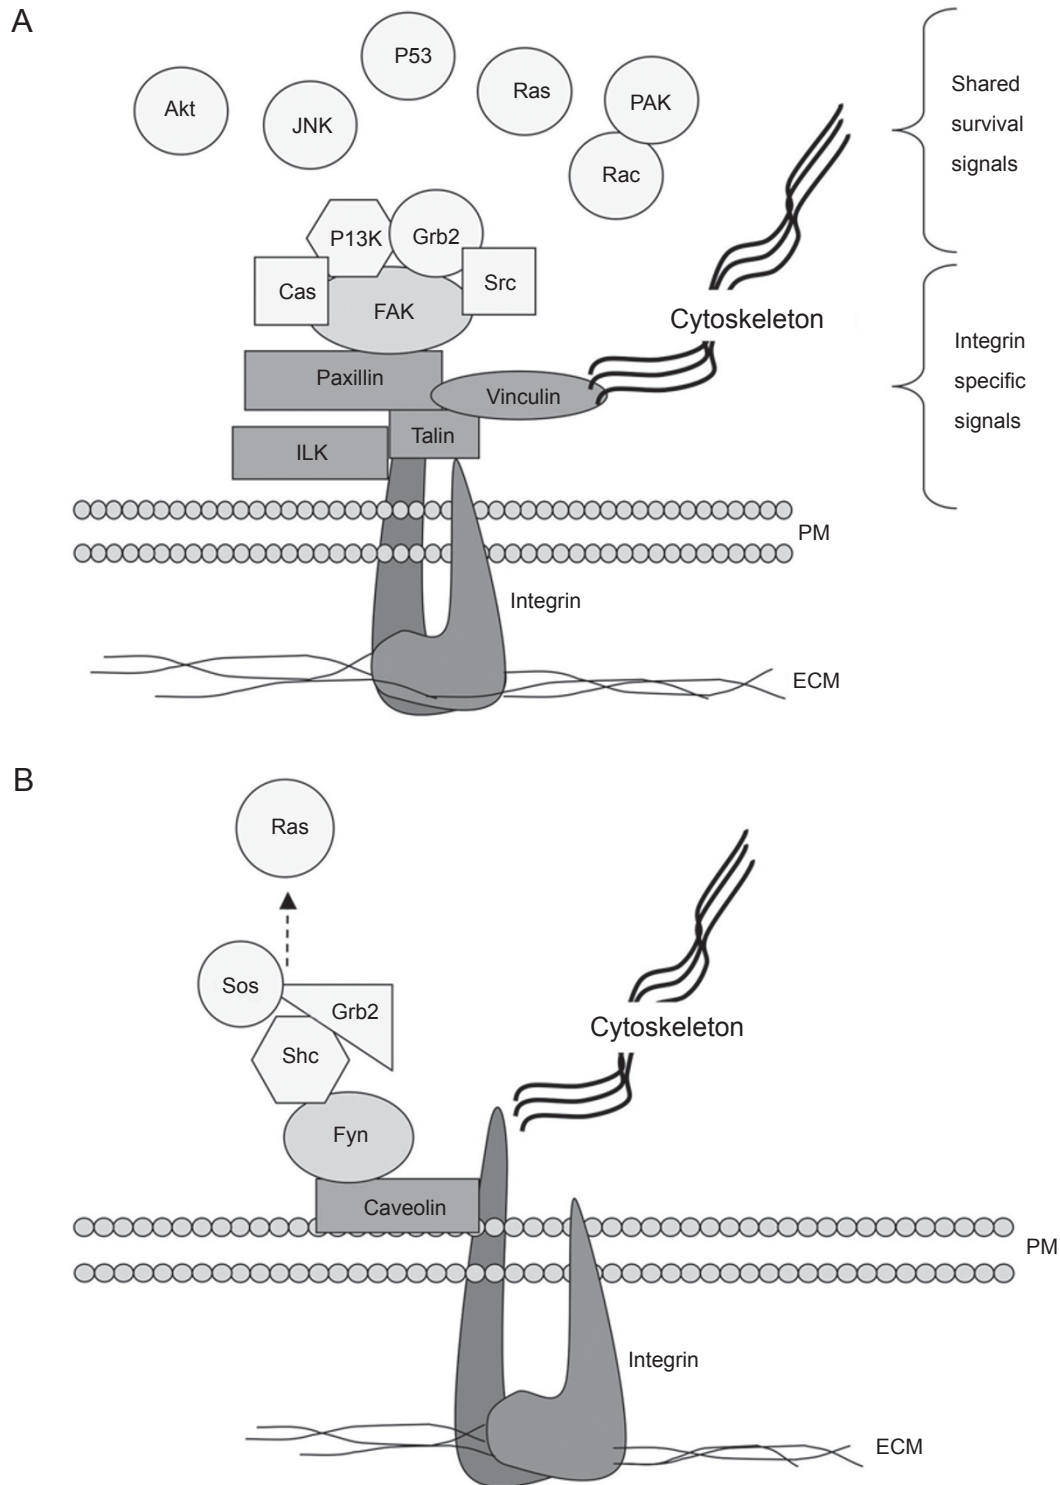 A
P53
Akt
JNK
Ras
PAK
Rac
Shared
survival
signals
P13K
Grb2
Cas
Src
FAK
Cytoskeleton
Integrin
specific
signals
Paxillin
Vinculin
Talin
ILK
PM
Integrin
ECM
B
Ras
Sos
Grb2
Shc
Cytoskeleton
Fyn
Caveolin
PM
Integrin
ECM